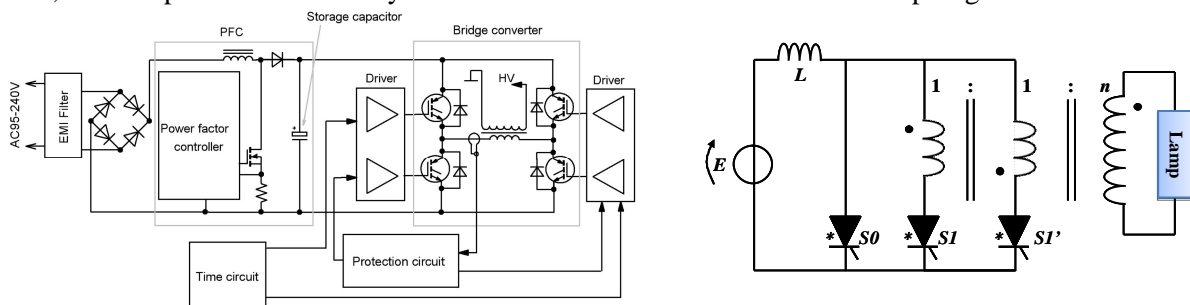 Storage capacitor
PFC
Bridge converter
Driver
HV
Driver
AC95-240V
EMI Filter
Power factor
controller
+
Time circuit
Protection circuit
L
1 : 1 : n
E
Lamp
* S0
* S1
* S1’